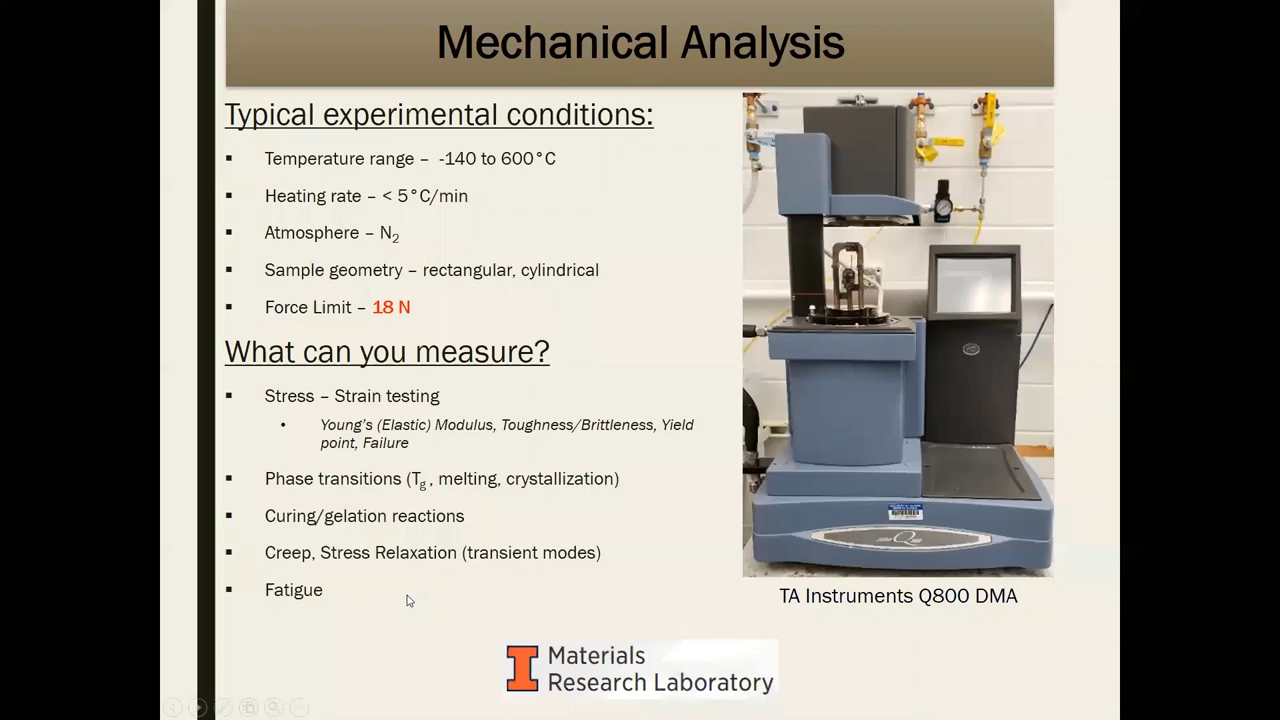 Mechanical Analysis
Typical experimental conditions:
▪ Temperature range – -140 to 600°C
▪ Heating rate – < 5°C/min
▪ Atmosphere – N₂
▪ Sample geometry – rectangular, cylindrical
▪ Force Limit – 18 N
What can you measure?
▪ Stress – Strain testing
• Young's (Elastic) Modulus, Toughness/Brittleness, Yield
point, Failure
▪ Phase transitions (Tg , melting, crystallization)
▪ Curing/gelation reactions
▪ Creep, Stress Relaxation (transient modes)
▪ Fatigue
Q
TA Instruments Q800 DMA
I Materials
Research Laboratory